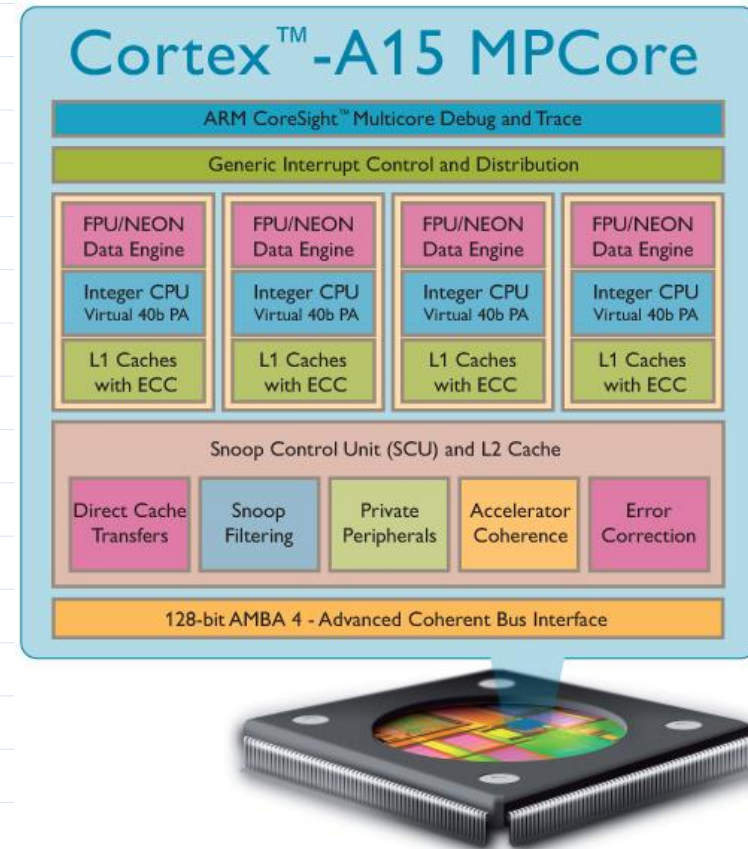 Cortex™-A15 MPCore
ARM CoreSight™ Multicore Debug and Trace
Generic Interrupt Control and Distribution
FPU/NEON
Data Engine
Integer CPU
Virtual 40b PA
L1 Caches
with ECC
FPU/NEON
Data Engine
Integer CPU
Virtual 40b PA
L1 Caches
with ECC
FPU/NEON
Data Engine
Integer CPU
Virtual 40b PA
L1 Caches
with ECC
FPU/NEON
Data Engine
Integer CPU
Virtual 40b PA
L1 Caches
with ECC
Snoop Control Unit (SCU) and L2 Cache
Direct Cache
Transfers
Snoop
Filtering
Private
Peripherals
Accelerator
Coherence
Error
Correction
128-bit AMBA 4 - Advanced Coherent Bus Interface